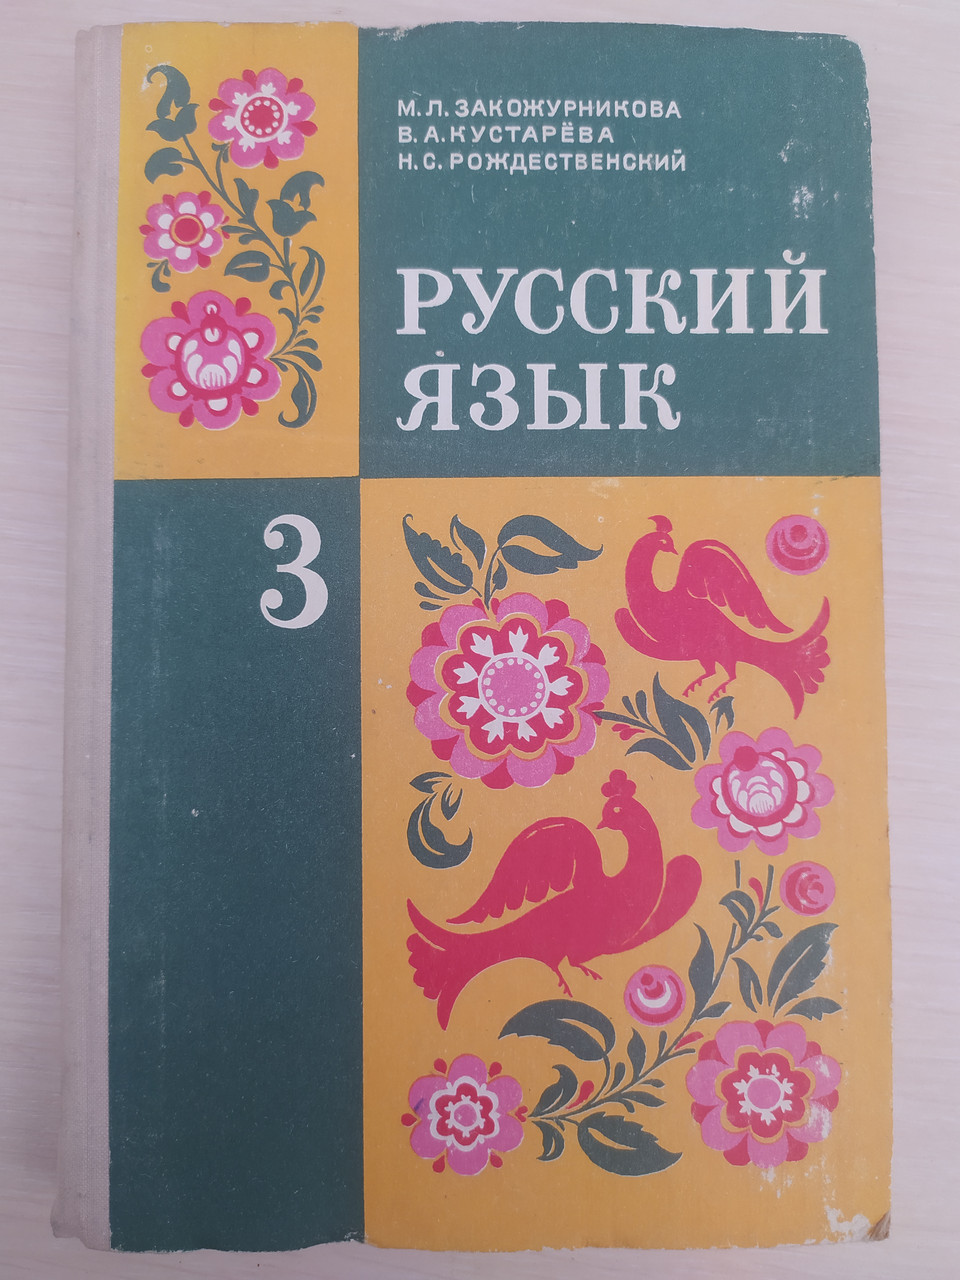 М.Л. ЗАКОЖУРНИКОВА
В.А. КУСТАРЁВА
Н.С. РОЖДЕСТВЕНСКИЙ
РУССКИЙ
ЯЗЫК
3